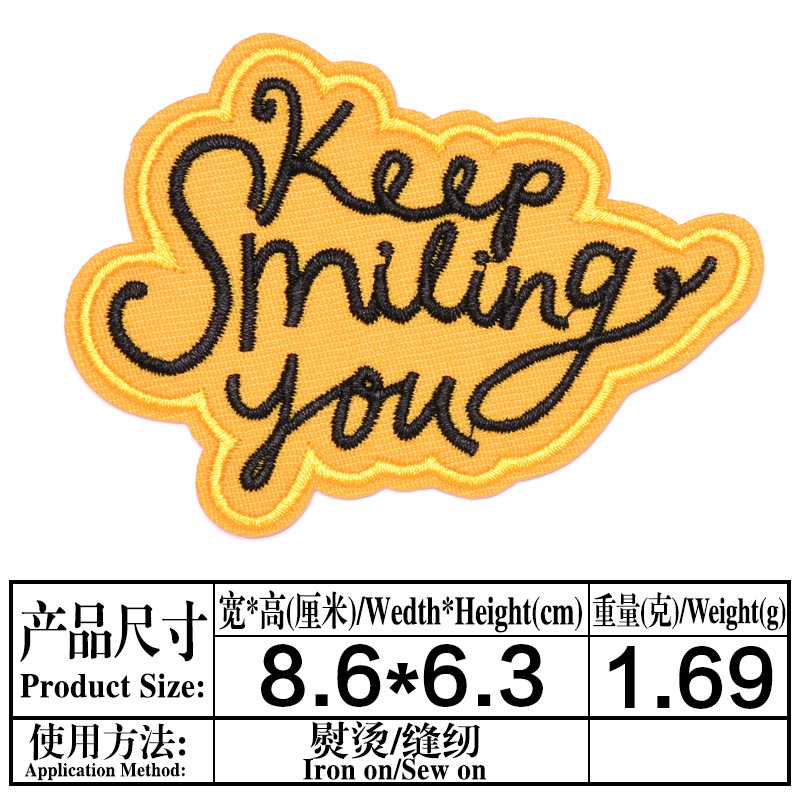 Keep
Smiling
you
产品尺寸
Product Size:
宽*高(厘米)/Wedth*Height(cm)
重量(克)/Weight(g)
8.6*6.3
1.69
使用方法:
Application Method:
熨烫/缝纫
Iron on/Sew on